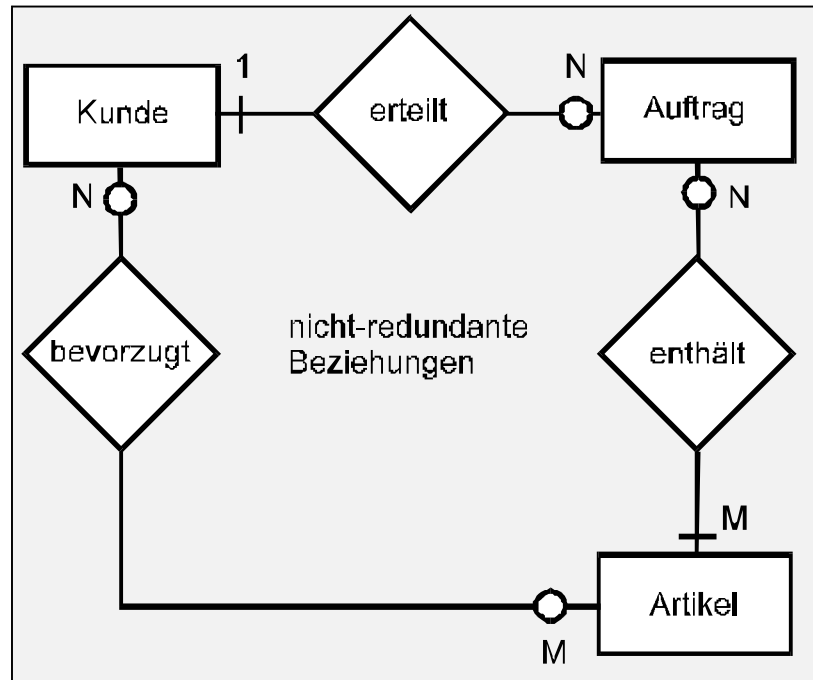 1
N
Kunde
erteilt
Auftrag
N
N
bevorzugt
nicht-redundante
Beziehungen
enthält
M
Artikel
M